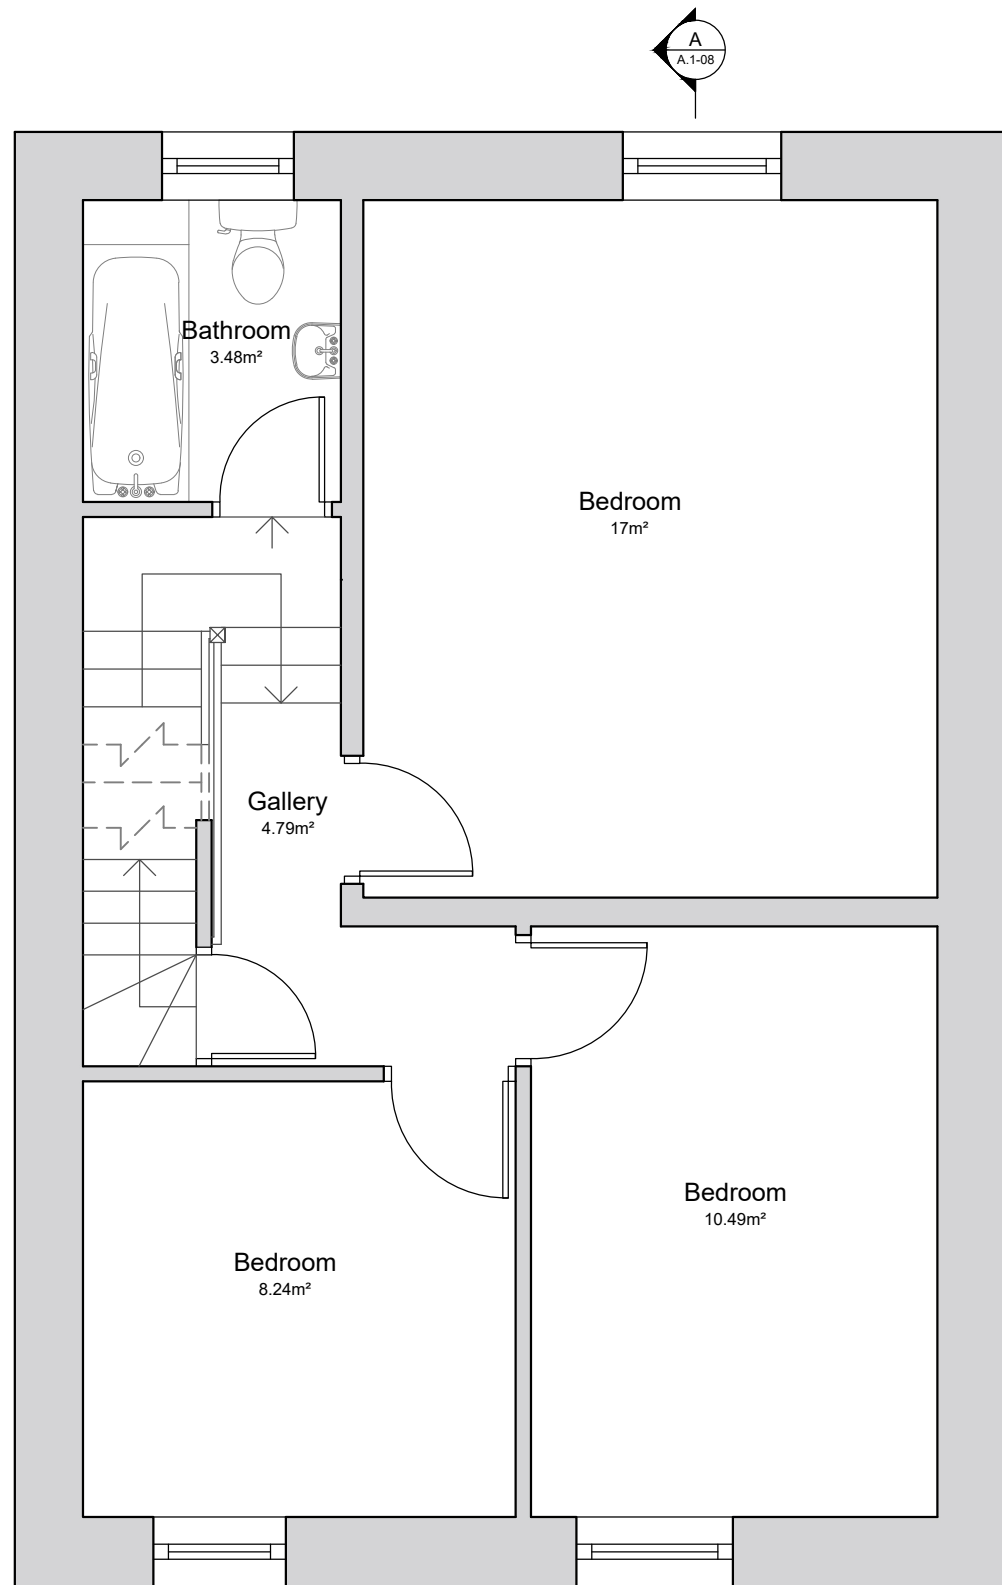 A
A.1-08
Bathroom
3.48m²
Bedroom
17m²
Gallery
4.79m²
Bedroom
10.49m²
Bedroom
8.24m²